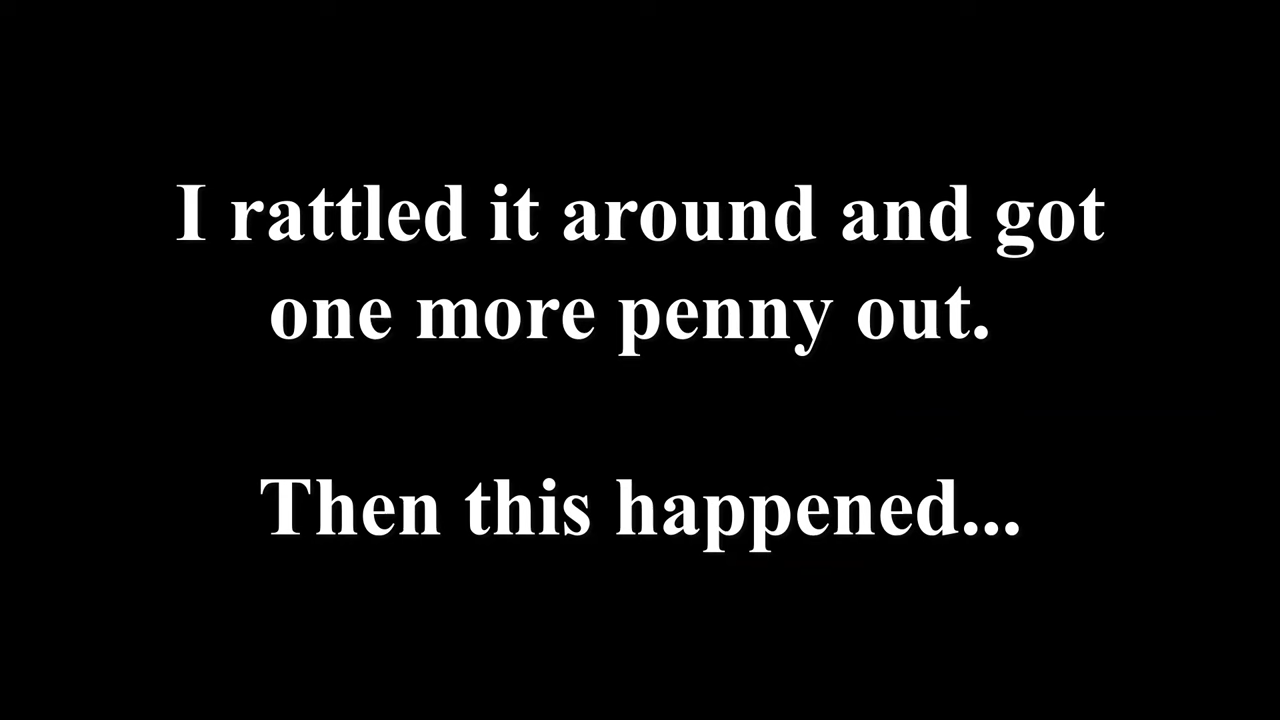 I rattled it around and got
one more penny out.
Then this happened...